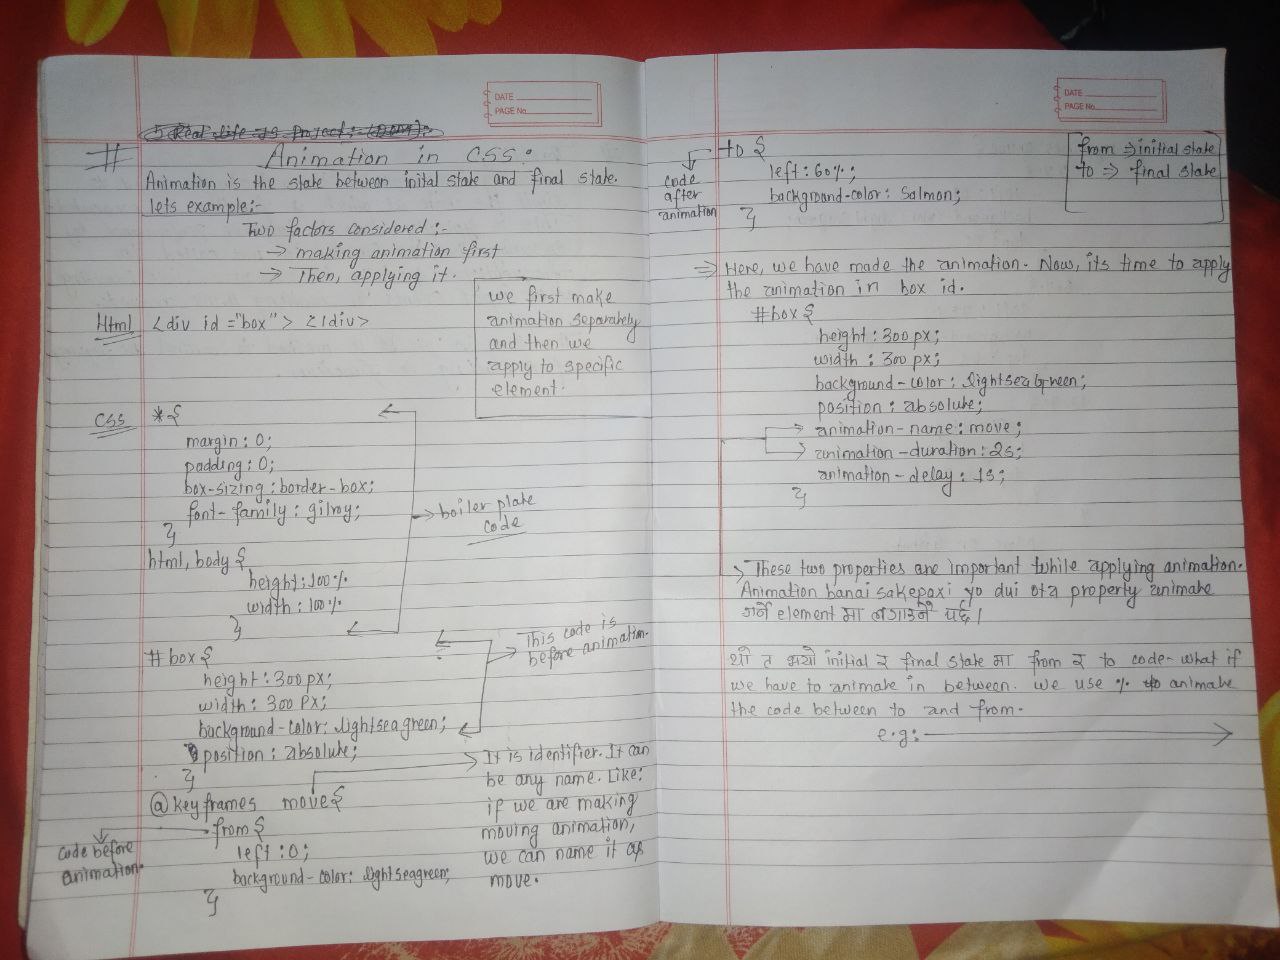 DATE
PAGE No.
# Animation in CSS:
Animation is the state between inital state and final state.
lets example:-
Two factors considered :-
→ making animation first
→ Then, applying it.
we first make
animation separately
and then we
apply to specific
element.
Html <div id ="box"> </div>
CSS *{
margin: 0;
padding: 0;
box-sizing: border-box;
font-family: gilroy;
}
html, body {
height: 100%
width: 100%
}
→ boiler plate
code
# box {
height: 300px;
width: 300 Px;
background-color: lightseagreen;
position: absolute;
}
→ This code is
before animation.
@keyframes move {
from {
left: 0;
background-color: lightseagreen;
}
code before
animation.
It is identifier. It can
be any name. Like:
if we are making
moving animation,
we can name it as
move.
DATE
PAGE No.
to {
left: 60%;
background-color: Salmon;
}
code
after
animation
from ⇒ initial state
to ⇒ final state
⇒ Here, we have made the animation. Now, its time to apply
the animation in box id.
#box {
height: 300 px;
width: 300 px;
background-color: lightseaGreen;
position: absolute;
→ animation-name: move;
→ animation-duration: 2s;
animation-delay: 1s;
}
→ These two properties are important while applying animation.
Animation banai sakepaxi yo dui ota property animate
गर्ने element मा लगाउनै पर्छ।
यो त भयो initial र final state मा from र to code- what if
we have to animate in between. we use % to animate
the code between to and from.
e.g: →